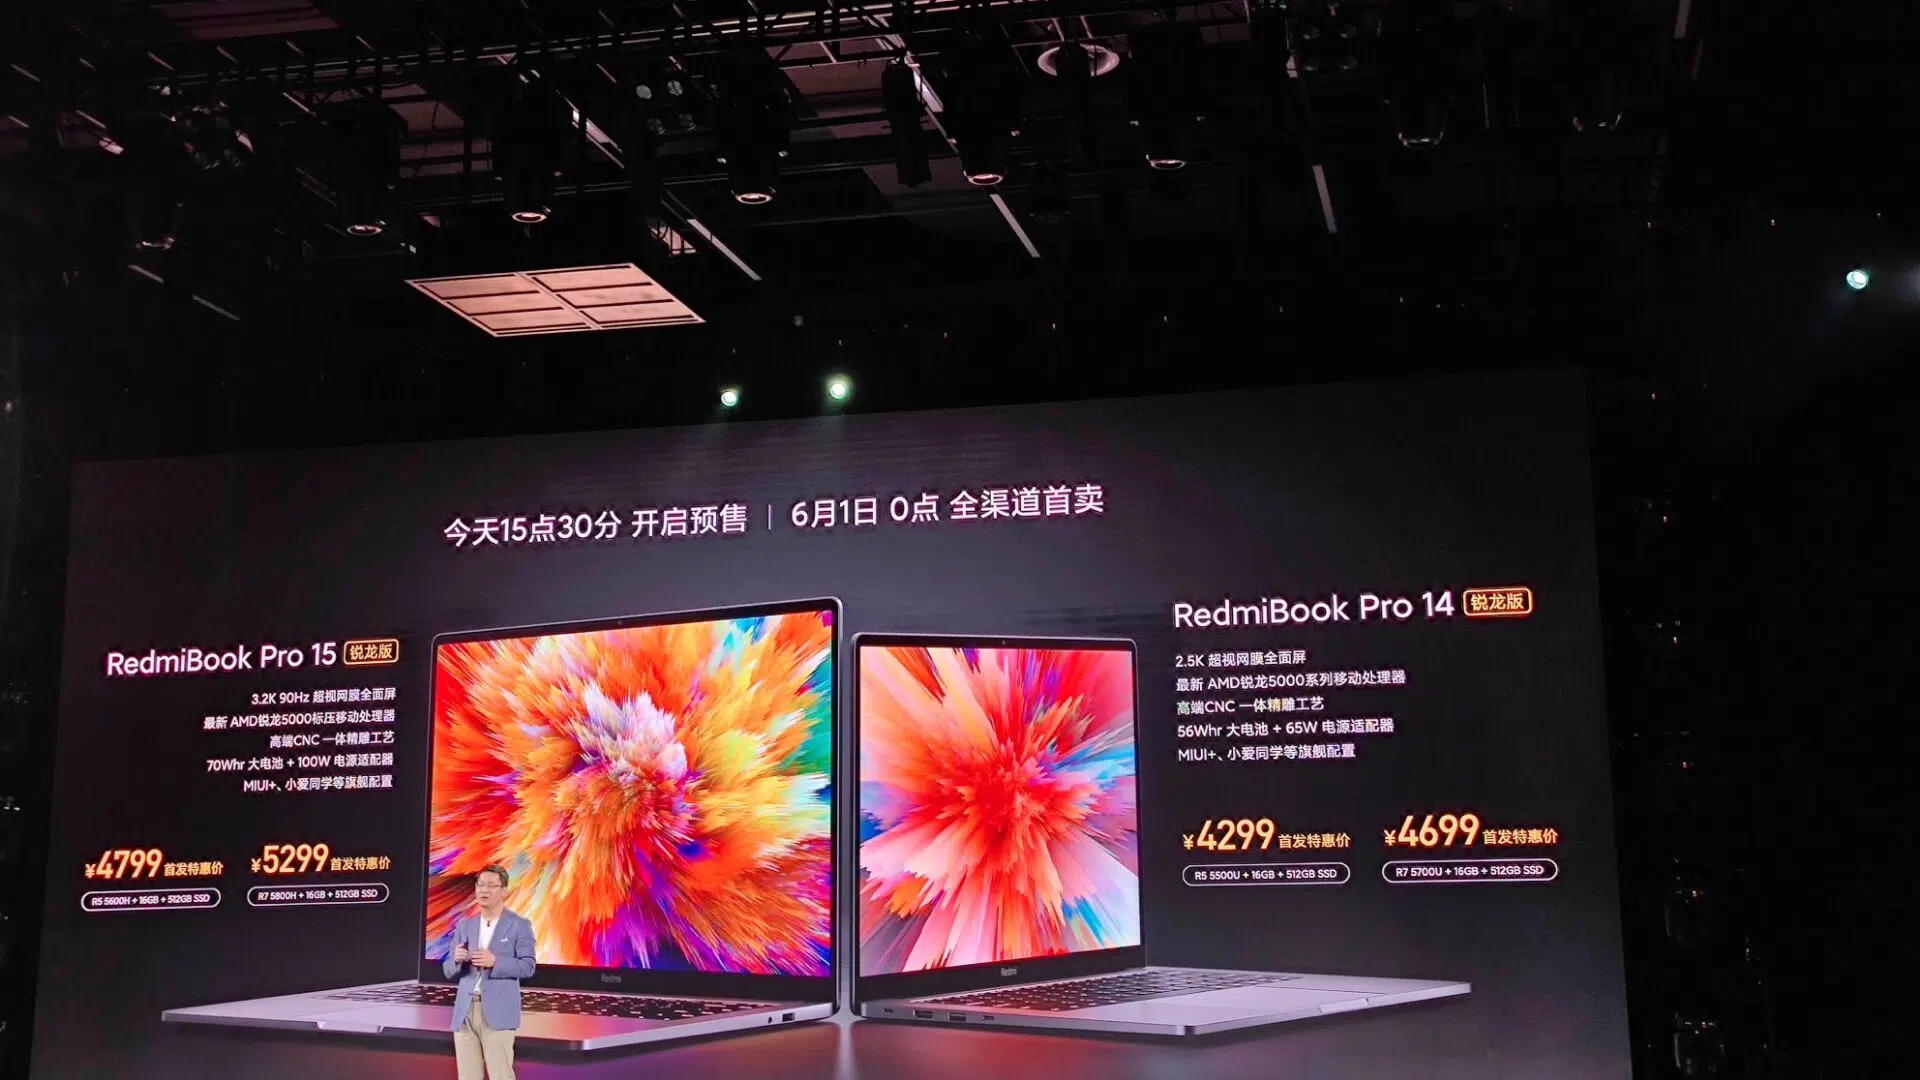 今天15点30分 开启预售 | 6月1日 0点 全渠道首卖
RedmiBook Pro 15 锐龙版
3.2K 90Hz 超视网膜全面屏
最新 AMD锐龙5000标压移动处理器
高端CNC 一体精雕工艺
70Whr 大电池 + 100W 电源适配器
MIUI+、小爱同学等旗舰配置
¥4799 首发特惠价
R5 5600H + 16GB + 512GB SSD
¥5299 首发特惠价
R7 5800H + 16GB + 512GB SSD
RedmiBook Pro 14 锐龙版
2.5K 超视网膜全面屏
最新 AMD锐龙5000系列移动处理器
高端CNC 一体精雕工艺
56Whr 大电池 + 65W 电源适配器
MIUI+、小爱同学等旗舰配置
¥4299 首发特惠价
R5 5500U + 16GB + 512GB SSD
¥4699 首发特惠价
R7 5700U + 16GB + 512GB SSD
Redmi
Redmi